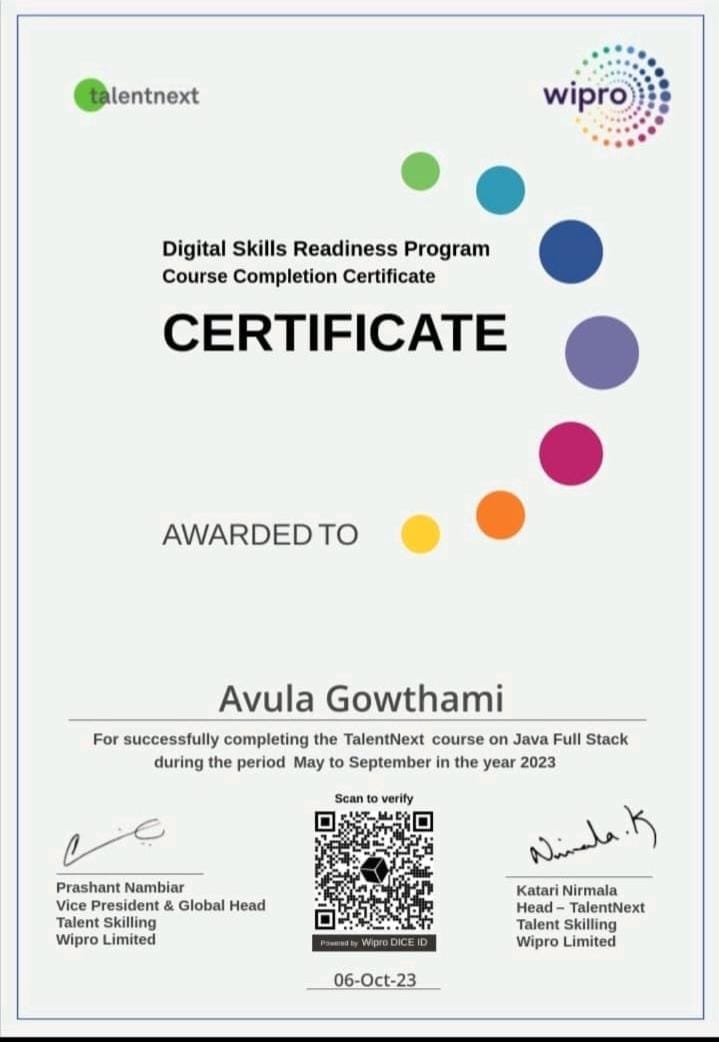 talentnext
wipro
Digital Skills Readiness Program
Course Completion Certificate
CERTIFICATE
AWARDED TO
Avula Gowthami
For successfully completing the TalentNext course on Java Full Stack
during the period May to September in the year 2023
Scan to verify
Nirmala.K
Prashant Nambiar
Vice President & Global Head
Talent Skilling
Wipro Limited
Powered by Wipro DICE ID
Katari Nirmala
Head – TalentNext
Talent Skilling
Wipro Limited
06-Oct-23